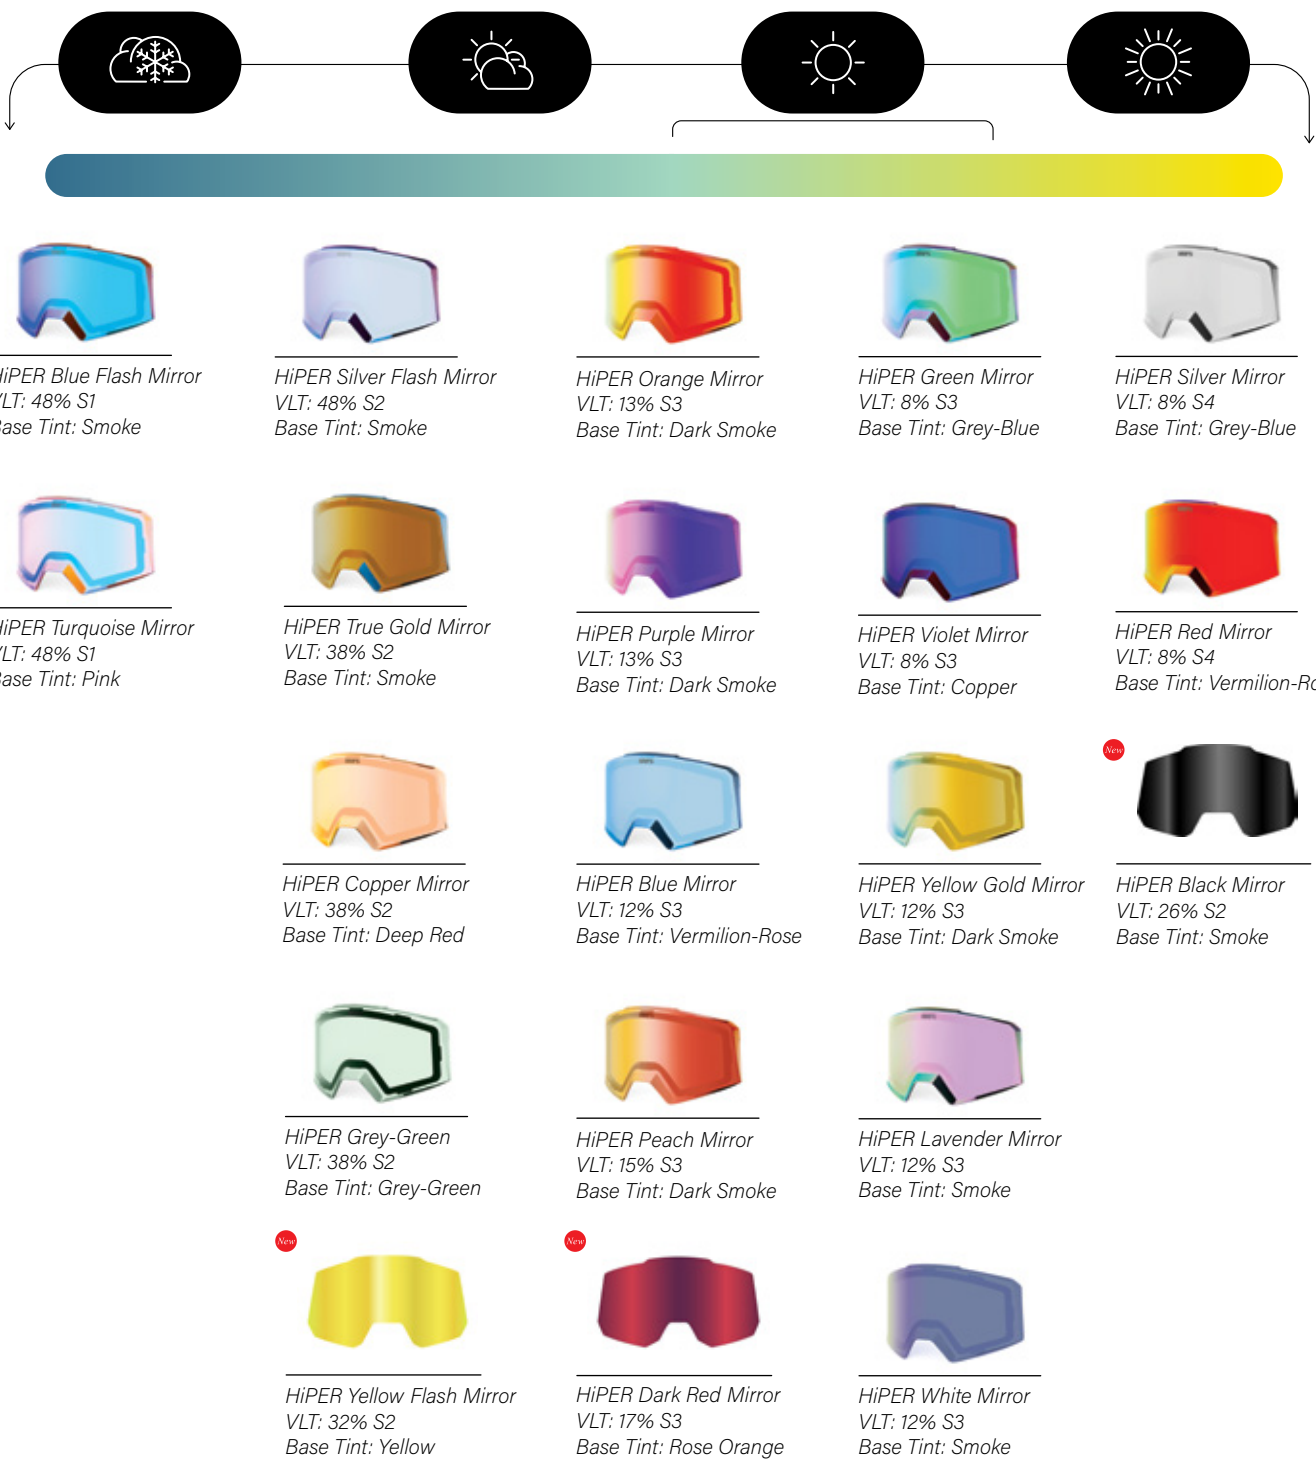 HiPER Blue Flash Mirror
VLT: 48% S1
Base Tint: Smoke
HiPER Silver Flash Mirror
VLT: 48% S2
Base Tint: Smoke
HiPER Orange Mirror
VLT: 13% S3
Base Tint: Dark Smoke
HiPER Green Mirror
VLT: 8% S3
Base Tint: Grey-Blue
HiPER Silver Mirror
VLT: 8% S4
Base Tint: Grey-Blue
HiPER Turquoise Mirror
VLT: 48% S1
Base Tint: Pink
HiPER True Gold Mirror
VLT: 38% S2
Base Tint: Smoke
HiPER Purple Mirror
VLT: 13% S3
Base Tint: Dark Smoke
HiPER Violet Mirror
VLT: 8% S3
Base Tint: Copper
HiPER Red Mirror
VLT: 8% S4
Base Tint: Vermilion-Ro
HiPER Copper Mirror
VLT: 38% S2
Base Tint: Deep Red
HiPER Blue Mirror
VLT: 12% S3
Base Tint: Vermilion-Rose
HiPER Yellow Gold Mirror
VLT: 12% S3
Base Tint: Dark Smoke
New
HiPER Black Mirror
VLT: 26% S2
Base Tint: Smoke
HiPER Grey-Green
VLT: 38% S2
Base Tint: Grey-Green
HiPER Peach Mirror
VLT: 15% S3
Base Tint: Dark Smoke
HiPER Lavender Mirror
VLT: 12% S3
Base Tint: Smoke
New
HiPER Yellow Flash Mirror
VLT: 32% S2
Base Tint: Yellow
New
HiPER Dark Red Mirror
VLT: 17% S3
Base Tint: Rose Orange
HiPER White Mirror
VLT: 12% S3
Base Tint: Smoke